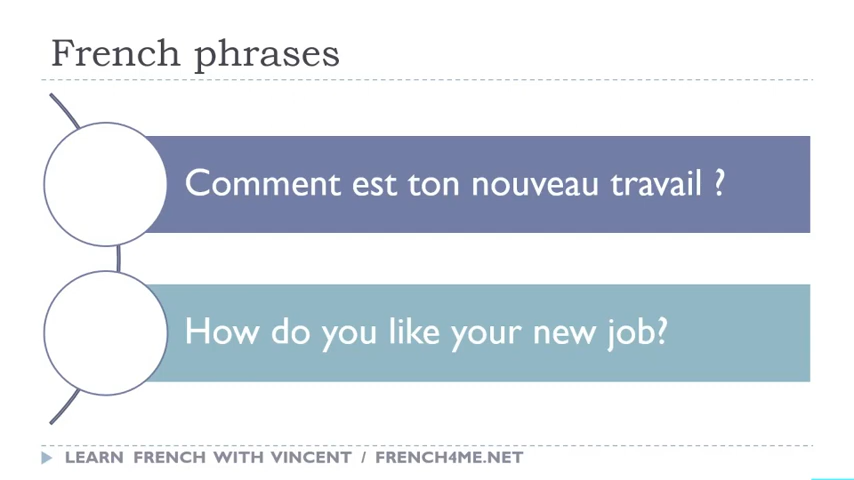 French phrases
Comment est ton nouveau travail ?
How do you like your new job?
LEARN FRENCH WITH VINCENT / FRENCH4ME.NET